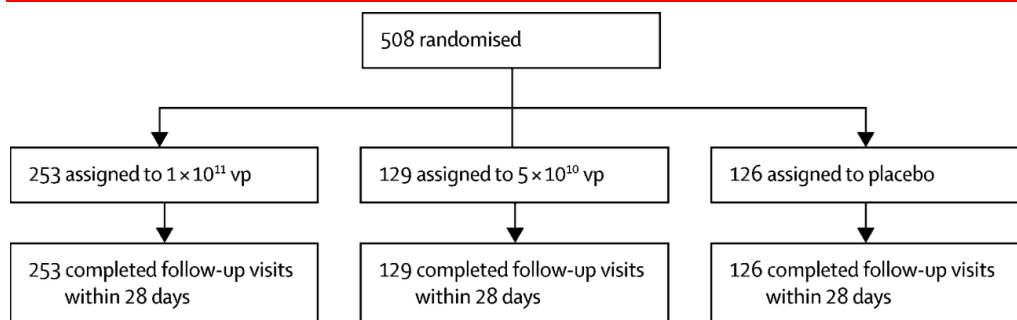 508 randomised
253 assigned to 1×10¹¹ vp
129 assigned to 5×10¹⁰ vp
126 assigned to placebo
253 completed follow-up visits
within 28 days
129 completed follow-up visits
within 28 days
126 completed follow-up visits
within 28 days